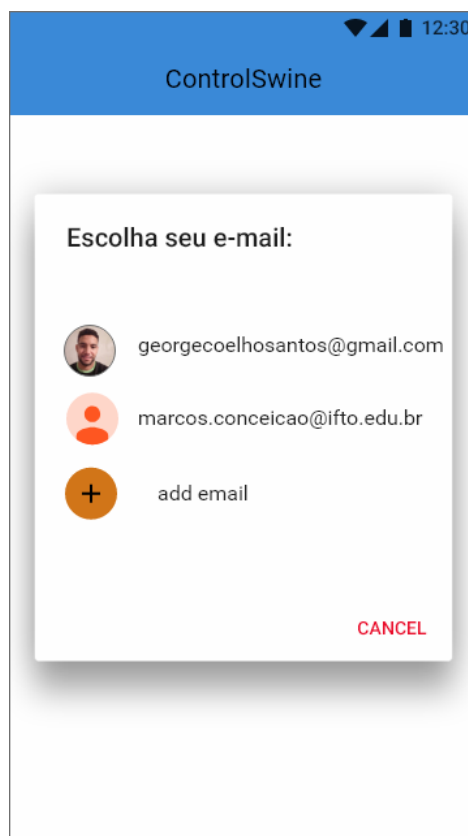 12:30
ControlSwine
Escolha seu e-mail:
georgecoelhosantos@gmail.com
marcos.conceicao@ifto.edu.br
+ add email
CANCEL